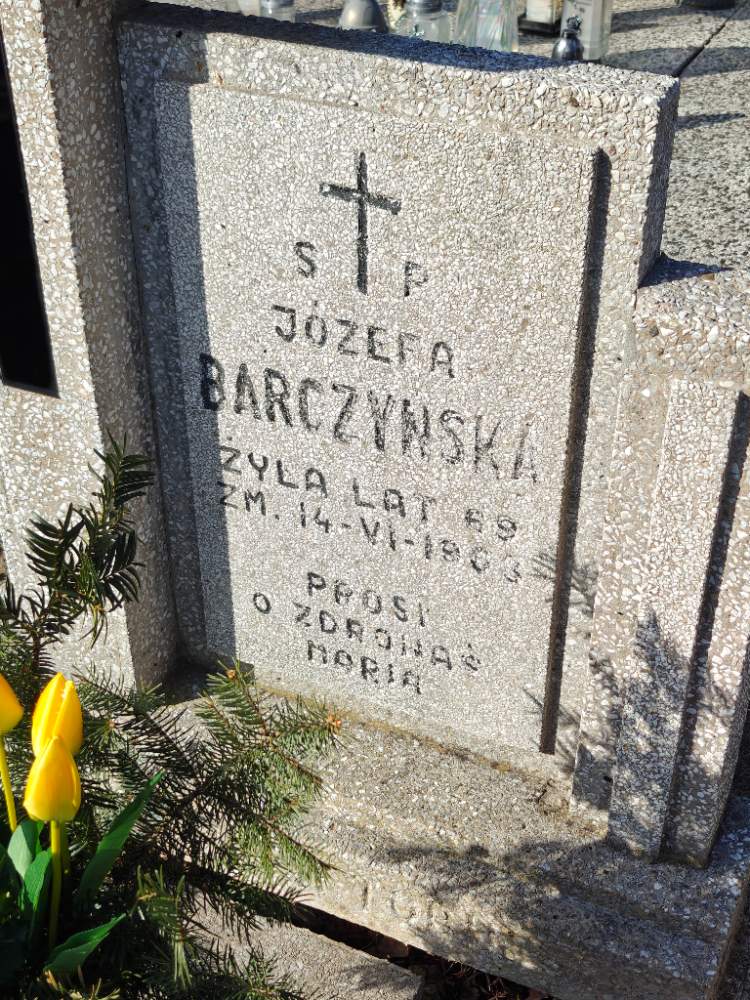 S P
JÓZEFA
BARCZYŃSKA
ŻYŁA LAT 69
ZM. 14-VI-1963
PROSI
O ZDROWAŚ
MARIA